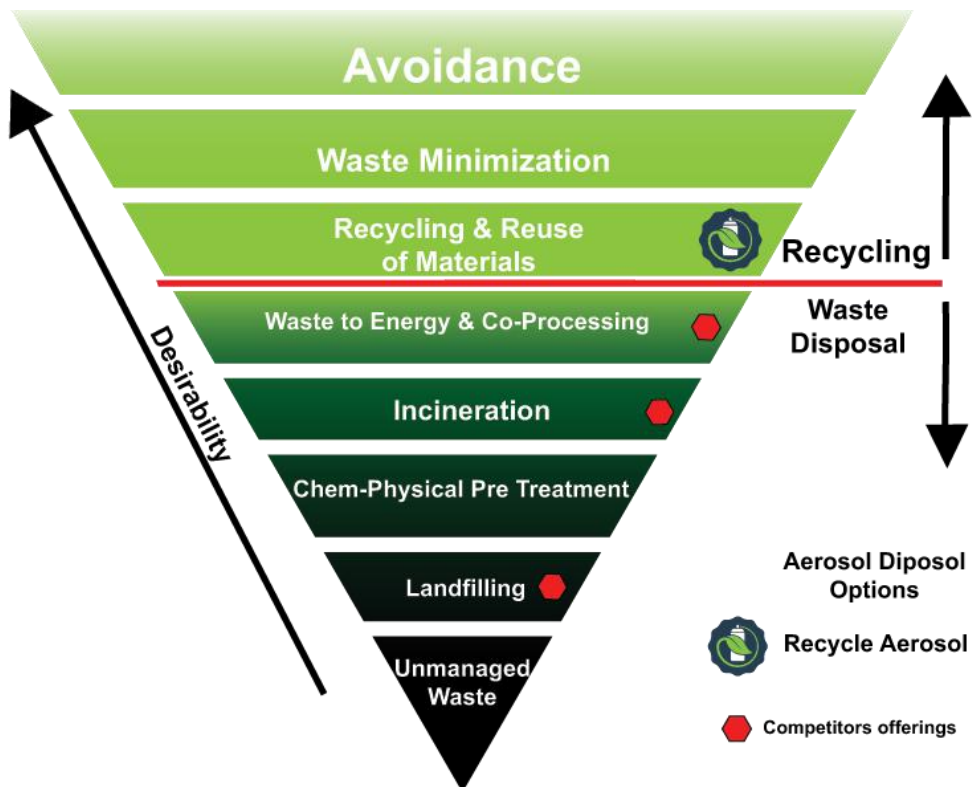 Avoidance
Waste Minimization
Recycling & Reuse
of Materials
Recycling
Waste to Energy & Co-Processing
Waste
Disposal
Desirability
Incineration
Chem-Physical Pre Treatment
Landfilling
Unmanaged
Waste
Aerosol Diposol
Options
Recycle Aerosol
Competitors offerings